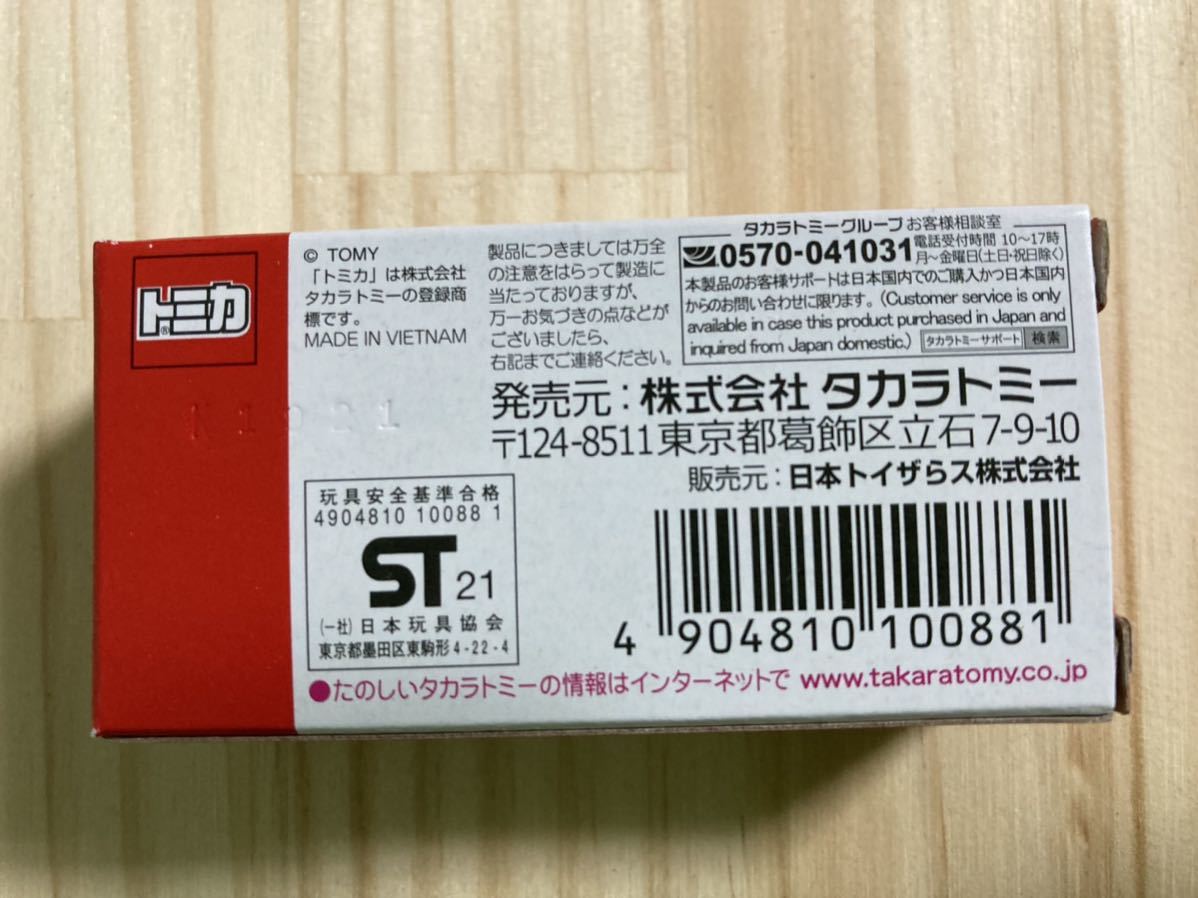 トミカ®
© TOMY
「トミカ」は株式会社
タカラトミーの登録商
標です。
MADE IN VIETNAM
製品につきましては万全
の注意をはらって製造に
当たっておりますが、
万一お気づきの点などが
ございましたら、
右記までご連絡ください。
タカラトミーグループ お客様相談室
0570-041031 電話受付時間 10〜17時
月〜金曜日(土日・祝日除く)
本製品のお客様サポートは日本国内でのご購入かつ日本国内
からのお問い合わせに限ります。(Customer service is only
available in case this product purchased in Japan and
inquired from Japan domestic.) タカラトミーサポート 検索
発売元：株式会社 タカラトミー
〒124-8511 東京都葛飾区立石7-9-10
販売元：日本トイザらス株式会社
玩具安全基準合格
4904810 10088 1
ST 21
(一社)日本玩具協会
東京都墨田区東駒形4-22-4
4 904810 100881
●たのしいタカラトミーの情報はインターネットで www.takaratomy.co.jp